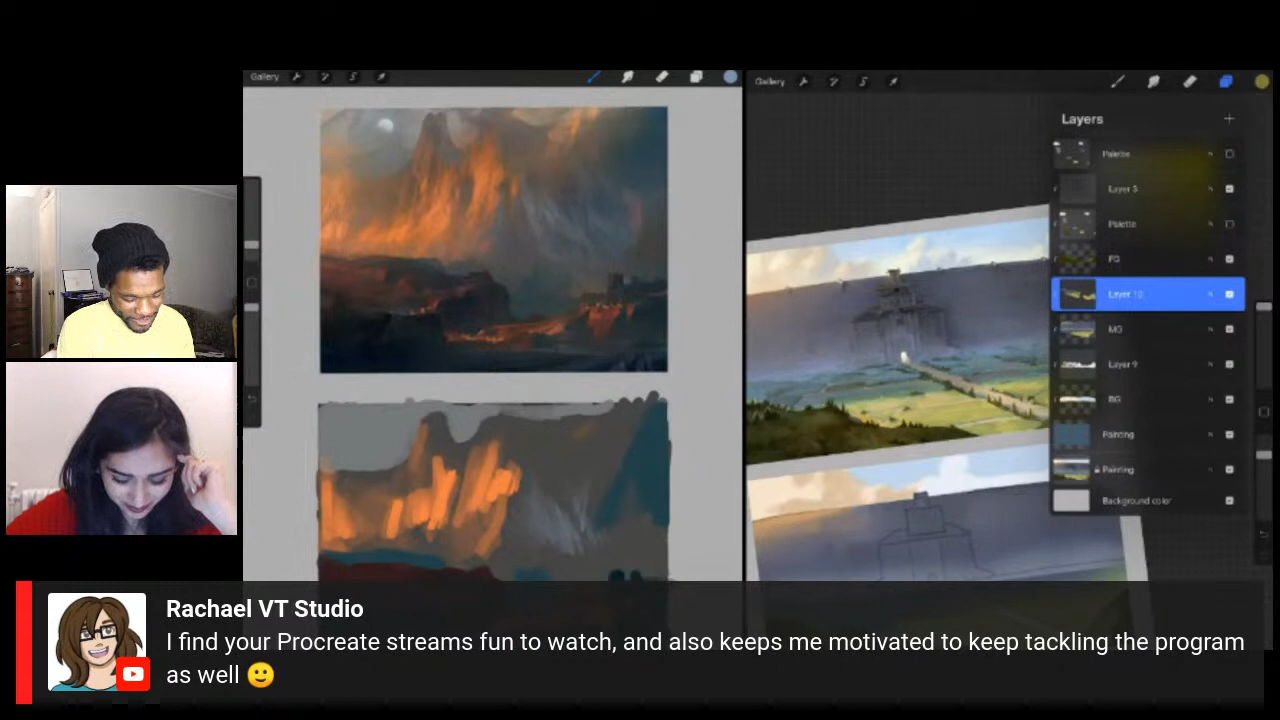 Gallery
Gallery
Layers
Palette
Layer 3
Palette
FG
Layer 10
MG
Layer 9
BG
Painting
Painting
Background color
Rachael VT Studio
I find your Procreate streams fun to watch, and also keeps me motivated to keep tackling the program
as well 🙂